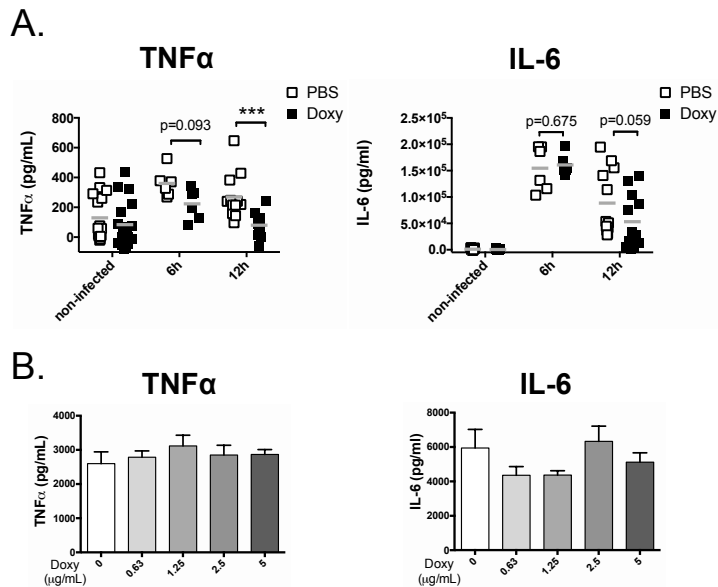 A.
TNFα
IL-6
PBS
Doxy
PBS
Doxy
TNFα (pg/mL)
800
600
400
200
0
p=0.093
***
non-infected
6h
12h
IL-6 (pg/ml)
2.5×10⁵
2.0×10⁵
1.5×10⁵
1.0×10⁵
5.0×10⁴
0.0
p=0.675
p=0.059
non-infected
6h
12h
B.
TNFα
IL-6
TNFα (pg/mL)
4000
3000
2000
1000
0
Doxy
(µg/mL)
0
0.63
1.25
2.5
5
IL-6 (pg/ml)
8000
6000
4000
2000
0
Doxy
(µg/mL)
0
0.63
1.25
2.5
5